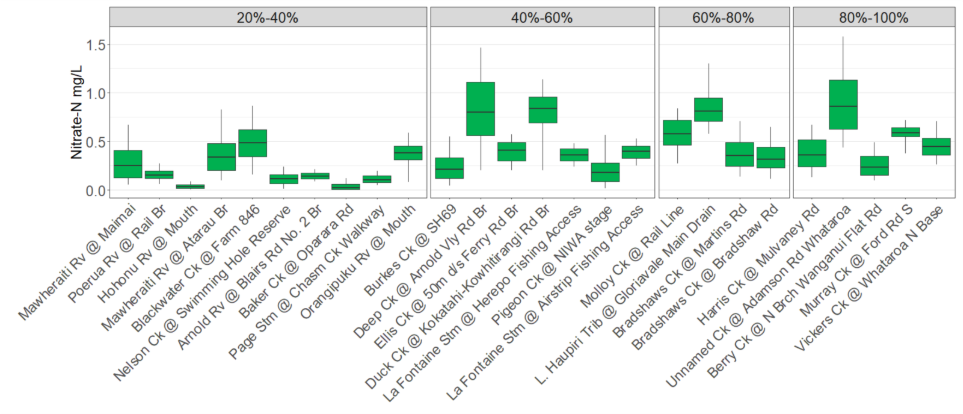 20%-40%
40%-60%
60%-80%
80%-100%
Nitrate-N mg/L
1.5
1.0
0.5
0.0
Mawheraiti Rv @ Maimai
Poerua Rv @ Rail Br
Hohonu Rv @ Mouth
Mawheraiti Rv @ Atarau Br
Blackwater Ck @ Farm 846
Nelson Ck @ Swimming Hole Reserve
Arnold Rv @ Blairs Rd No. 2 Br
Baker Ck @ Oparara Rd
Page Stm @ Chasm Ck Walkway
Orangipuku Rv @ Mouth
Burkes Ck @ SH69
Deep Ck @ Arnold Vly Rd Br
Ellis Ck @ 50m d's Ferry Rd Br
Duck Ck @ Kokatahi-Kowhitirangi Rd Br
La Fontaine Stm @ Herepo Fishing Access
Pigeon Ck @ NIWA stage
La Fontaine Stm @ Airstrip Fishing Access
Molloy Ck @ Rail Line
L. Haupiri Trib @ Gloriavale Main Drain
Bradshaws Ck @ Martins Rd
Bradshaws Ck @ Bradshaw Rd
Harris Ck @ Mulvaney Rd
Unnamed Ck @ Adamson Rd Whataroa
Berry Ck @ N Brch Wanganui Flat Rd
Murray Ck @ Ford Rd S
Vickers Ck @ Whataroa N Base